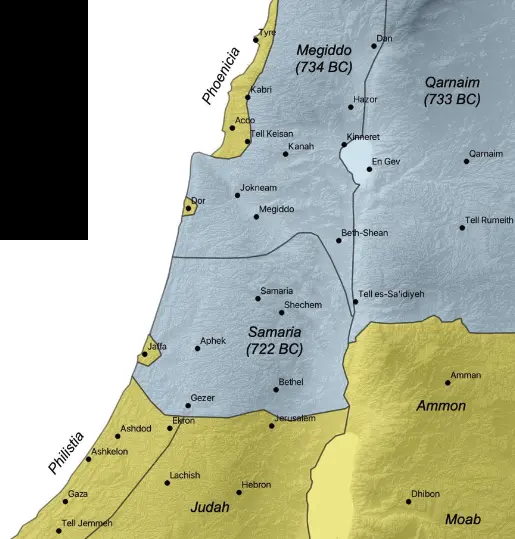 Tyre
Dan
Megiddo
(734 BC)
Phoenicia
Qarnaim
(733 BC)
Kabri
Hazor
Acco
Tell Keisan
Kinneret
Kanah
Qarnaim
En Gev
Jokneam
Dor
Megiddo
Tell Rumeith
Beth-Shean
Samaria
Tell es-Sa'idiyeh
Shechem
Samaria
(722 BC)
Aphek
Jaffa
Amman
Bethel
Gezer
Ammon
Jerusalem
Ekron
Ashdod
Philistia
Ashkelon
Lachish
Hebron
Gaza
Dhibon
Judah
Moab
Tell Jemmeh